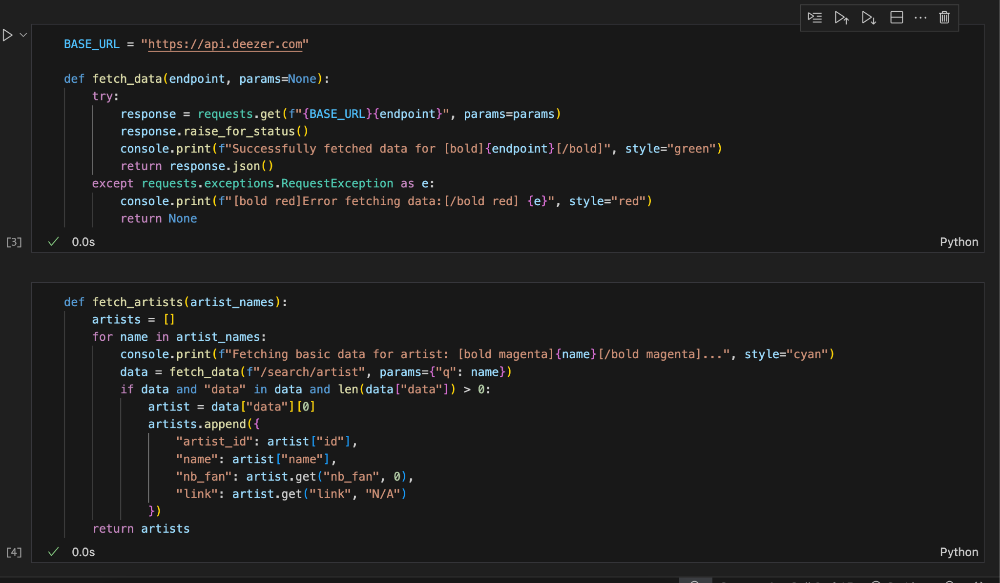 BASE_URL = "https://api.deezer.com"
def fetch_data(endpoint, params=None):
    try:
        response = requests.get(f"{BASE_URL}{endpoint}", params=params)
        response.raise_for_status()
        console.print(f"Successfully fetched data for [bold]{endpoint}[/bold]", style="green")
        return response.json()
    except requests.exceptions.RequestException as e:
        console.print(f"[bold red]Error fetching data:[/bold red] {e}", style="red")
        return None
[3] ✓ 0.0s Python
def fetch_artists(artist_names):
    artists = []
    for name in artist_names:
        console.print(f"Fetching basic data for artist: [bold magenta]{name}[/bold magenta]...", style="cyan")
        data = fetch_data(f"/search/artist", params={"q": name})
        if data and "data" in data and len(data["data"]) > 0:
            artist = data["data"][0]
            artists.append({
                "artist_id": artist["id"],
                "name": artist["name"],
                "nb_fan": artist.get("nb_fan", 0),
                "link": artist.get("link", "N/A")
            })
    return artists
[4] ✓ 0.0s Python